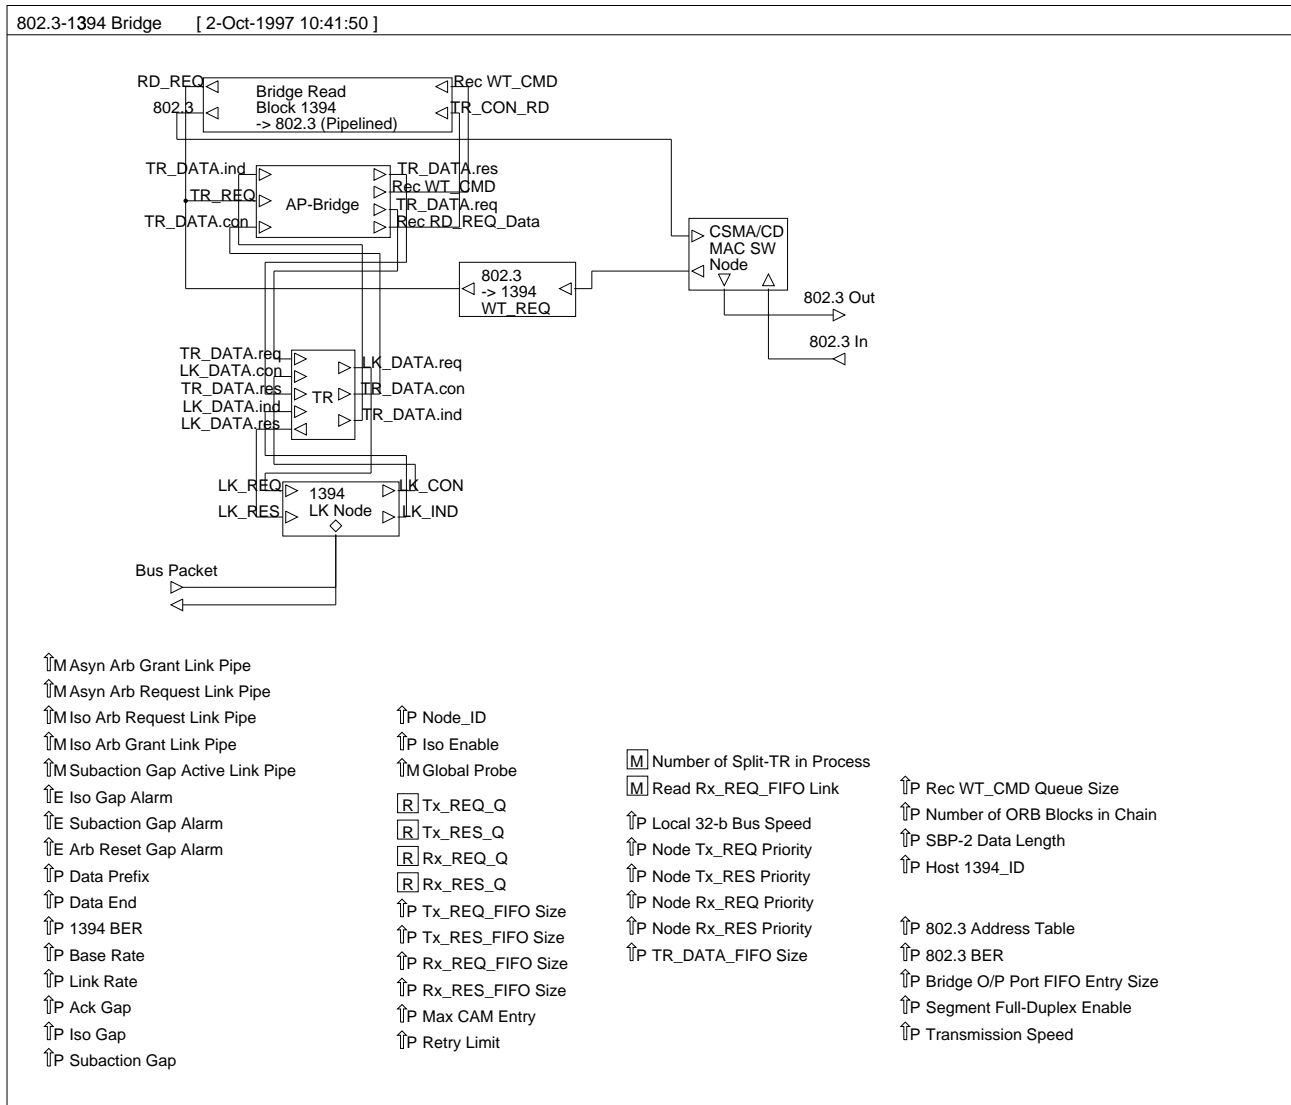 802.3-1394 Bridge [ 2-Oct-1997 10:41:50 ]
RD_REQ
802.3
Bridge Read
Block 1394
-> 802.3 (Pipelined)
Rec WT_CMD
TR_CON_RD
TR_DATA.ind
TR_REQ
TR_DATA.con
AP-Bridge
TR_DATA.res
Rec WT_CMD
TR_DATA.req
Rec RD_REQ_Data
CSMA/CD
MAC SW
Node
802.3
-> 1394
WT_REQ
802.3 Out
802.3 In
TR_DATA.req
LK_DATA.con
TR_DATA.res
LK_DATA.ind
LK_DATA.res
TR
LK_DATA.req
TR_DATA.con
TR_DATA.ind
LK_REQ
LK_RES
1394
LK Node
LK_CON
LK_IND
Bus Packet
⇧M Asyn Arb Grant Link Pipe
⇧M Asyn Arb Request Link Pipe
⇧M Iso Arb Request Link Pipe
⇧M Iso Arb Grant Link Pipe
⇧M Subaction Gap Active Link Pipe
⇧E Iso Gap Alarm
⇧E Subaction Gap Alarm
⇧E Arb Reset Gap Alarm
⇧P Data Prefix
⇧P Data End
⇧P 1394 BER
⇧P Base Rate
⇧P Link Rate
⇧P Ack Gap
⇧P Iso Gap
⇧P Subaction Gap
⇧P Node_ID
⇧P Iso Enable
⇧M Global Probe
R Tx_REQ_Q
R Tx_RES_Q
R Rx_REQ_Q
R Rx_RES_Q
⇧P Tx_REQ_FIFO Size
⇧P Tx_RES_FIFO Size
⇧P Rx_REQ_FIFO Size
⇧P Rx_RES_FIFO Size
⇧P Max CAM Entry
⇧P Retry Limit
M Number of Split-TR in Process
M Read Rx_REQ_FIFO Link
⇧P Local 32-b Bus Speed
⇧P Node Tx_REQ Priority
⇧P Node Tx_RES Priority
⇧P Node Rx_REQ Priority
⇧P Node Rx_RES Priority
⇧P TR_DATA_FIFO Size
⇧P Rec WT_CMD Queue Size
⇧P Number of ORB Blocks in Chain
⇧P SBP-2 Data Length
⇧P Host 1394_ID
⇧P 802.3 Address Table
⇧P 802.3 BER
⇧P Bridge O/P Port FIFO Entry Size
⇧P Segment Full-Duplex Enable
⇧P Transmission Speed